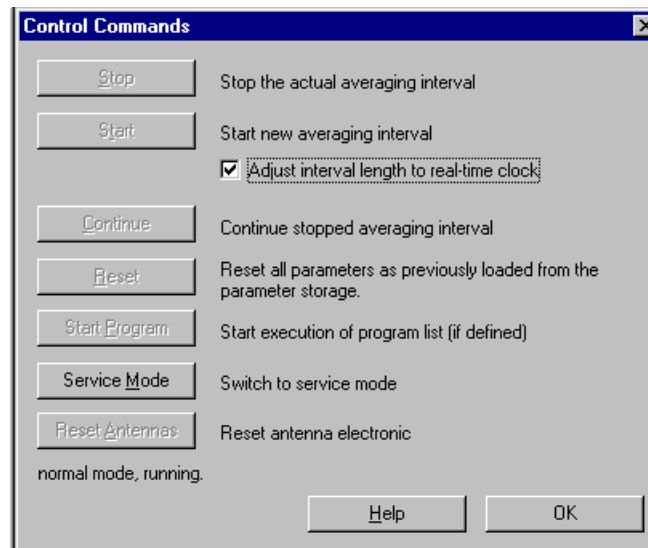 Control Commands
Stop
Stop the actual averaging interval
Start
Start new averaging interval
Adjust interval length to real-time clock
Continue
Continue stopped averaging interval
Reset
Reset all parameters as previously loaded from the
parameter storage.
Start Program
Start execution of program list (if defined)
Service Mode
Switch to service mode
Reset Antennas
Reset antenna electronic
normal mode, running.
Help
OK